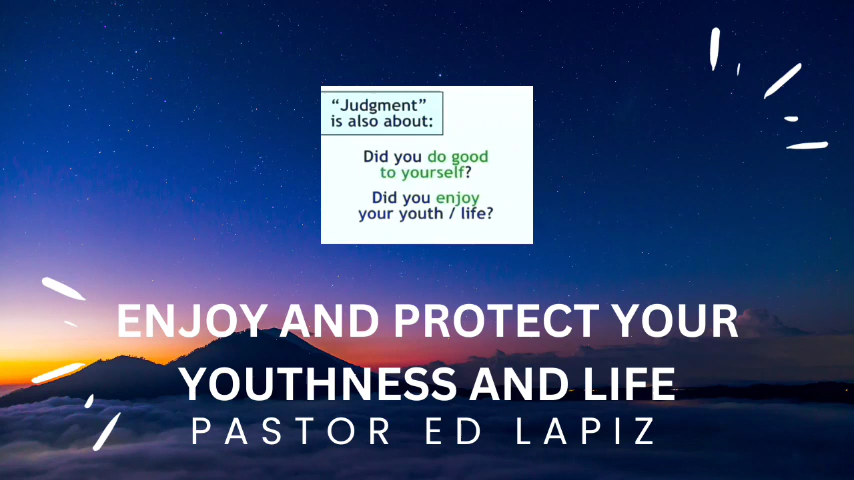 “Judgment”
is also about:
Did you do good
to yourself?
Did you enjoy
your youth / life?
ENJOY AND PROTECT YOUR
YOUTHNESS AND LIFE
PASTOR ED LAPIZ